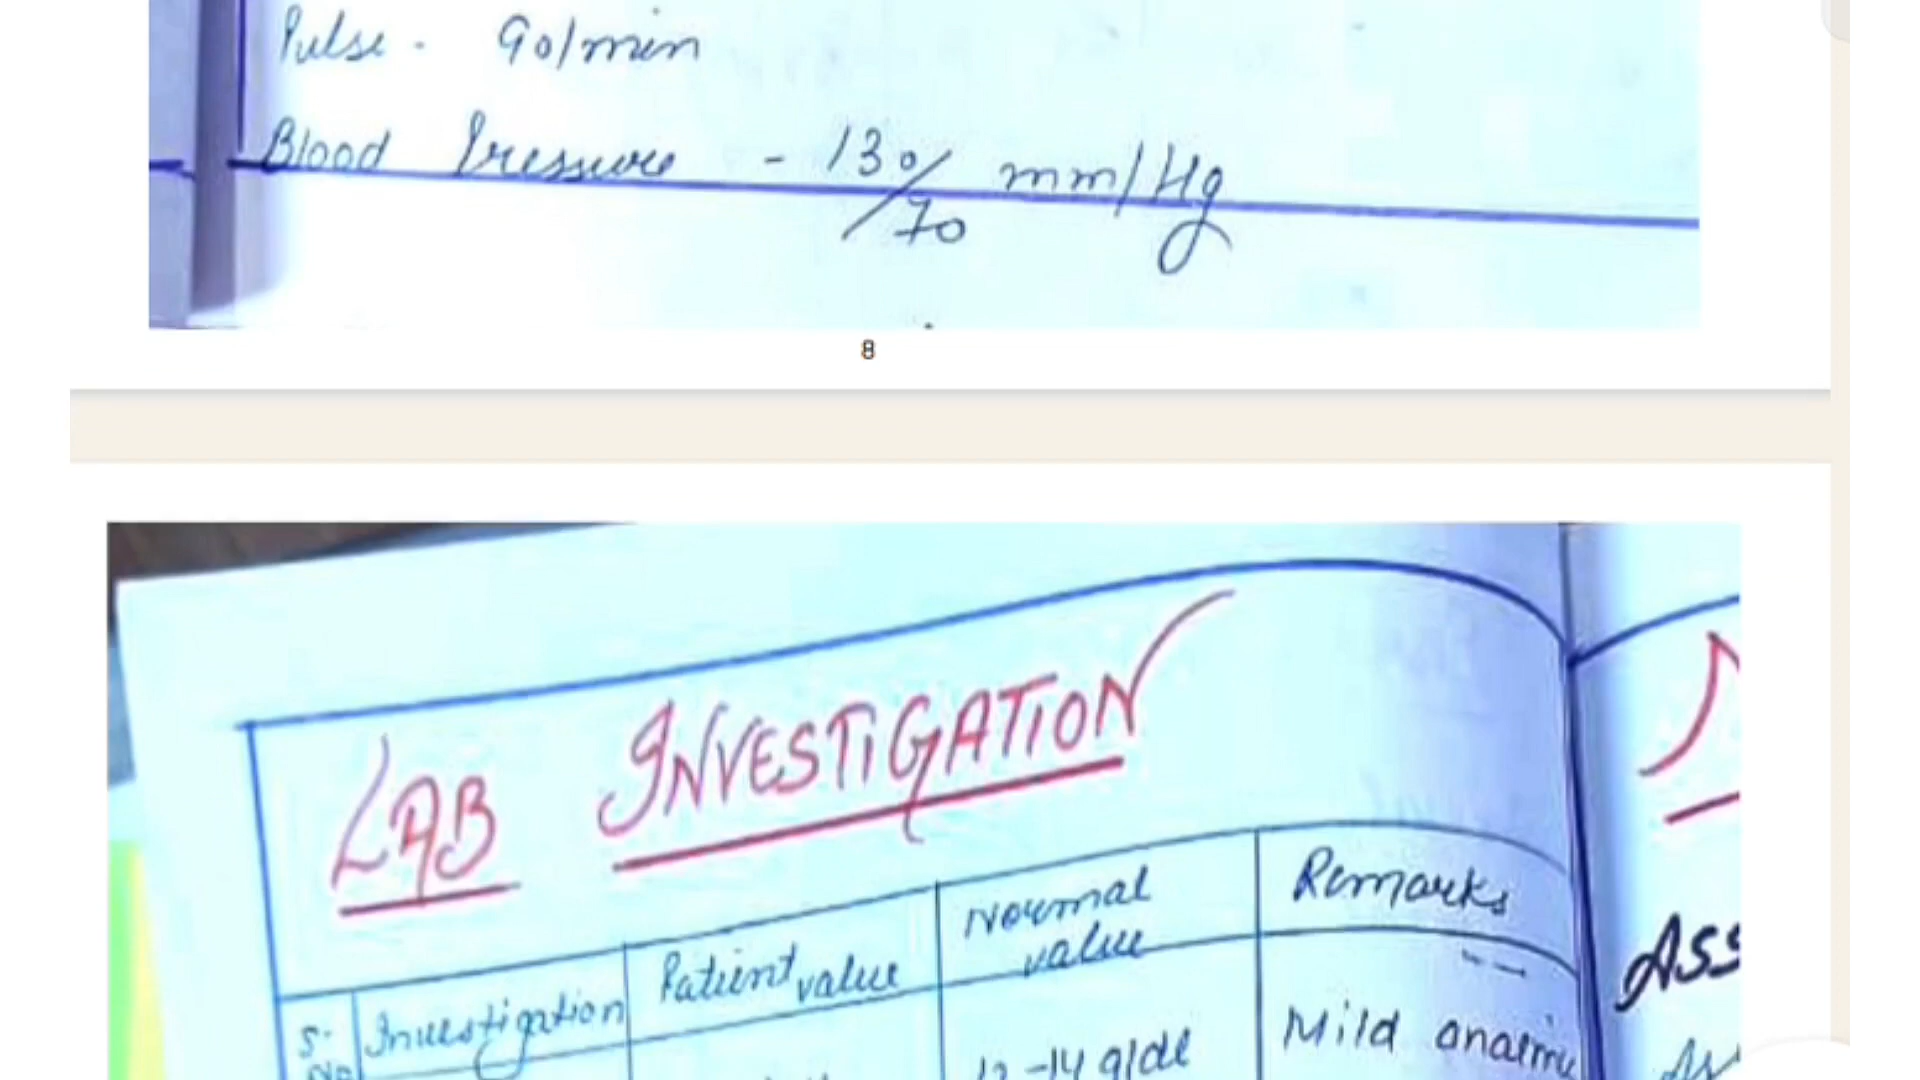 Pulse - 90/min
Blood Pressure - 130/70 mm/Hg
8
LAB INVESTIGATION
S. No Investigation Patient value Normal value Remarks
12-14 g/dl Mild anaemi
Ass